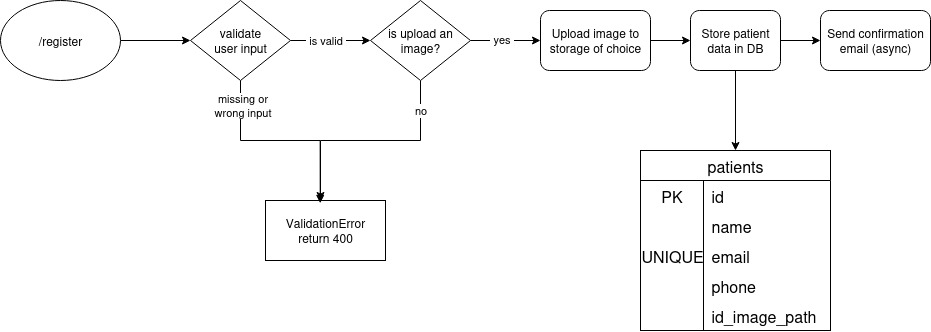 /register
validate
user input
is valid
is upload an
image?
yes
Upload image to
storage of choice
Store patient
data in DB
Send confirmation
email (async)
missing or
wrong input
no
ValidationError
return 400
patients
PK id
name
UNIQUE email
phone
id_image_path